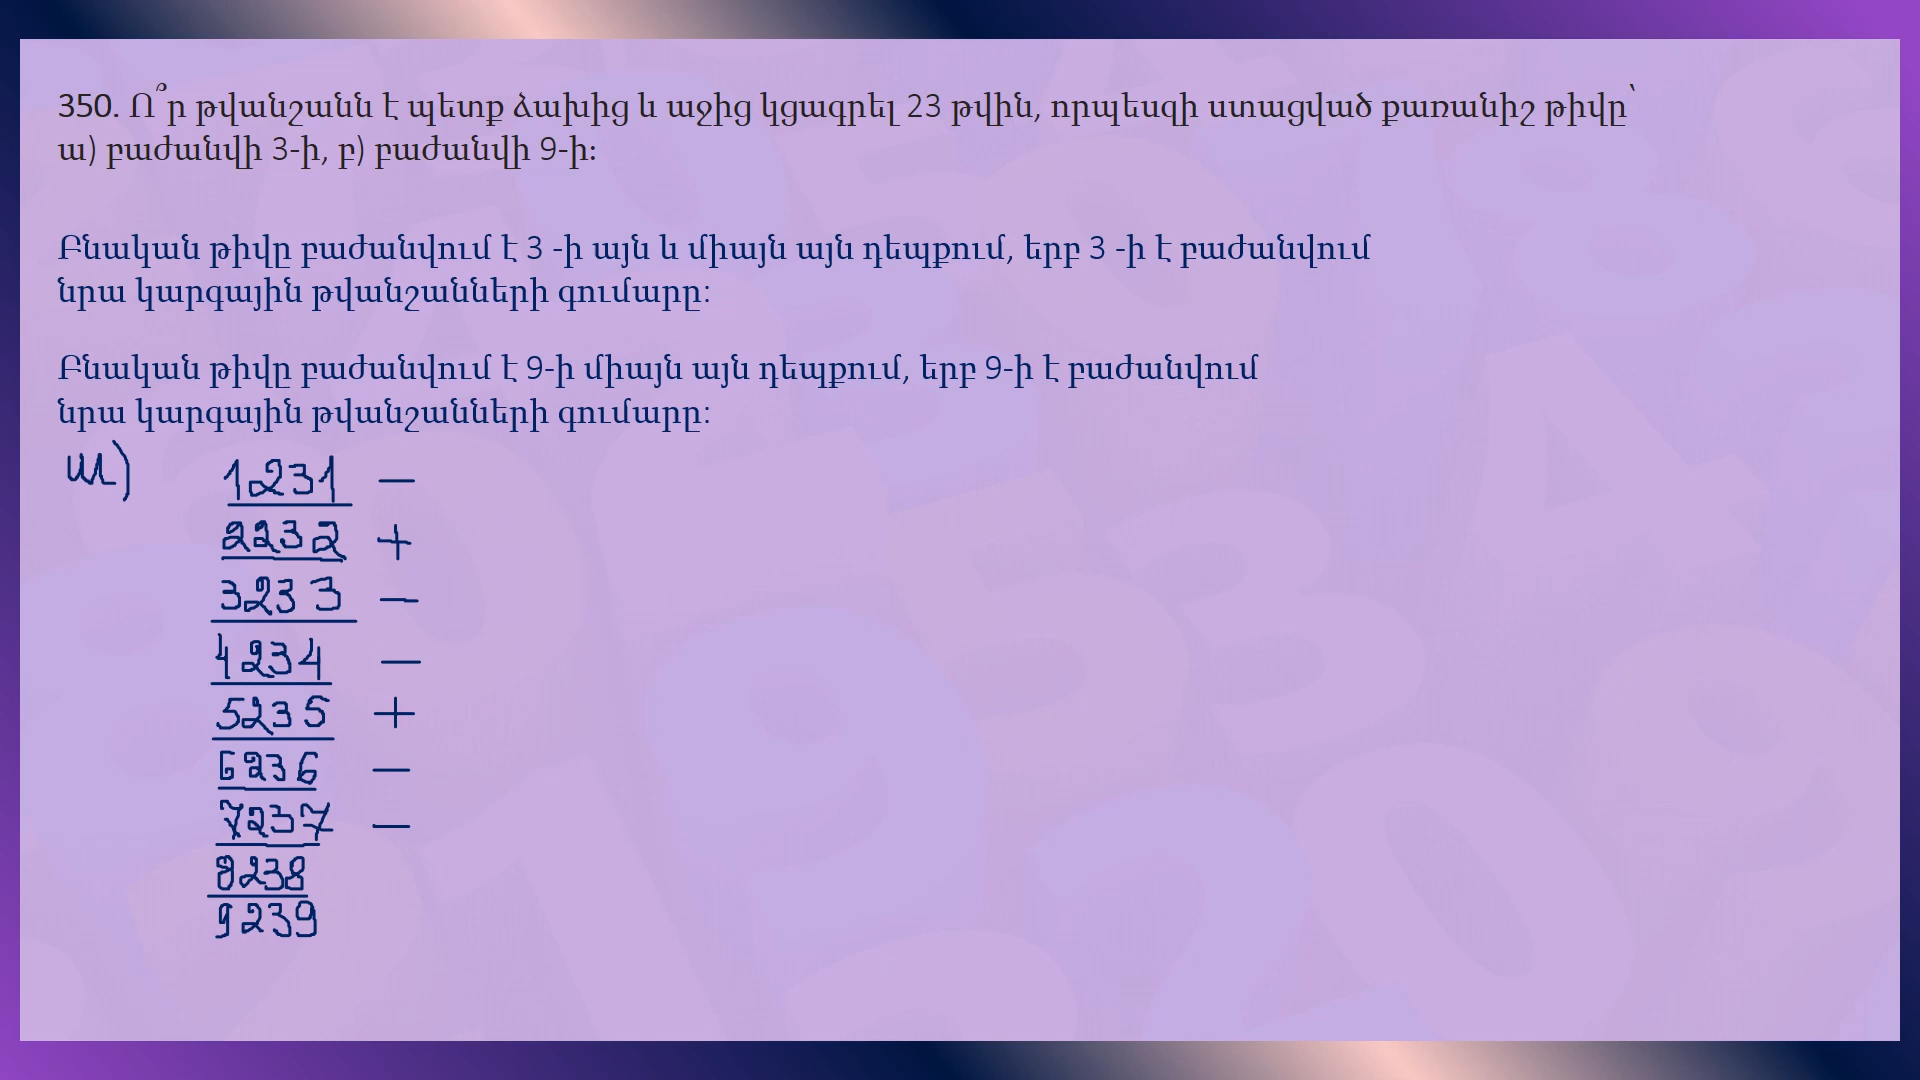 350. Ո՞ր թվանշանն է պետք ձախից և աջից կցագրել 23 թվին, որպեսզի ստացված քառանիշ թիվը՝
ա) բաժանվի 3-ի, բ) բաժանվի 9-ի։
Բնական թիվը բաժանվում է 3 -ի այն և միայն այն դեպքում, երբ 3 -ի է բաժանվում
նրա կարգային թվանշանների գումարը։
Բնական թիվը բաժանվում է 9-ի միայն այն դեպքում, երբ 9-ի է բաժանվում
նրա կարգային թվանշանների գումարը։
ա) 1231 –
2232 +
3233 –
4234 –
5235 +
6236 –
7237 –
8238
9239